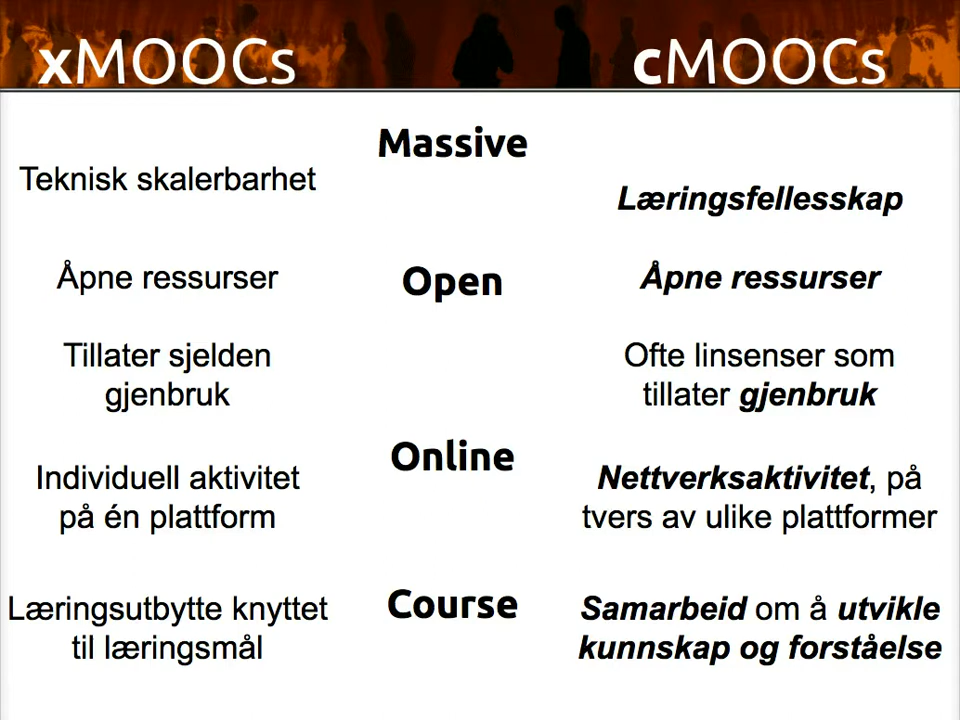 xMOOCs
cMOOCs
Massive
Teknisk skalerbarhet
Læringsfellesskap
Åpne ressurser
Open
Åpne ressurser
Tillater sjelden
gjenbruk
Ofte linsenser som
tillater gjenbruk
Online
Individuell aktivitet
på én plattform
Nettverksaktivitet, på
tvers av ulike plattformer
Course
Læringsutbytte knyttet
til læringsmål
Samarbeid om å utvikle
kunnskap og forståelse